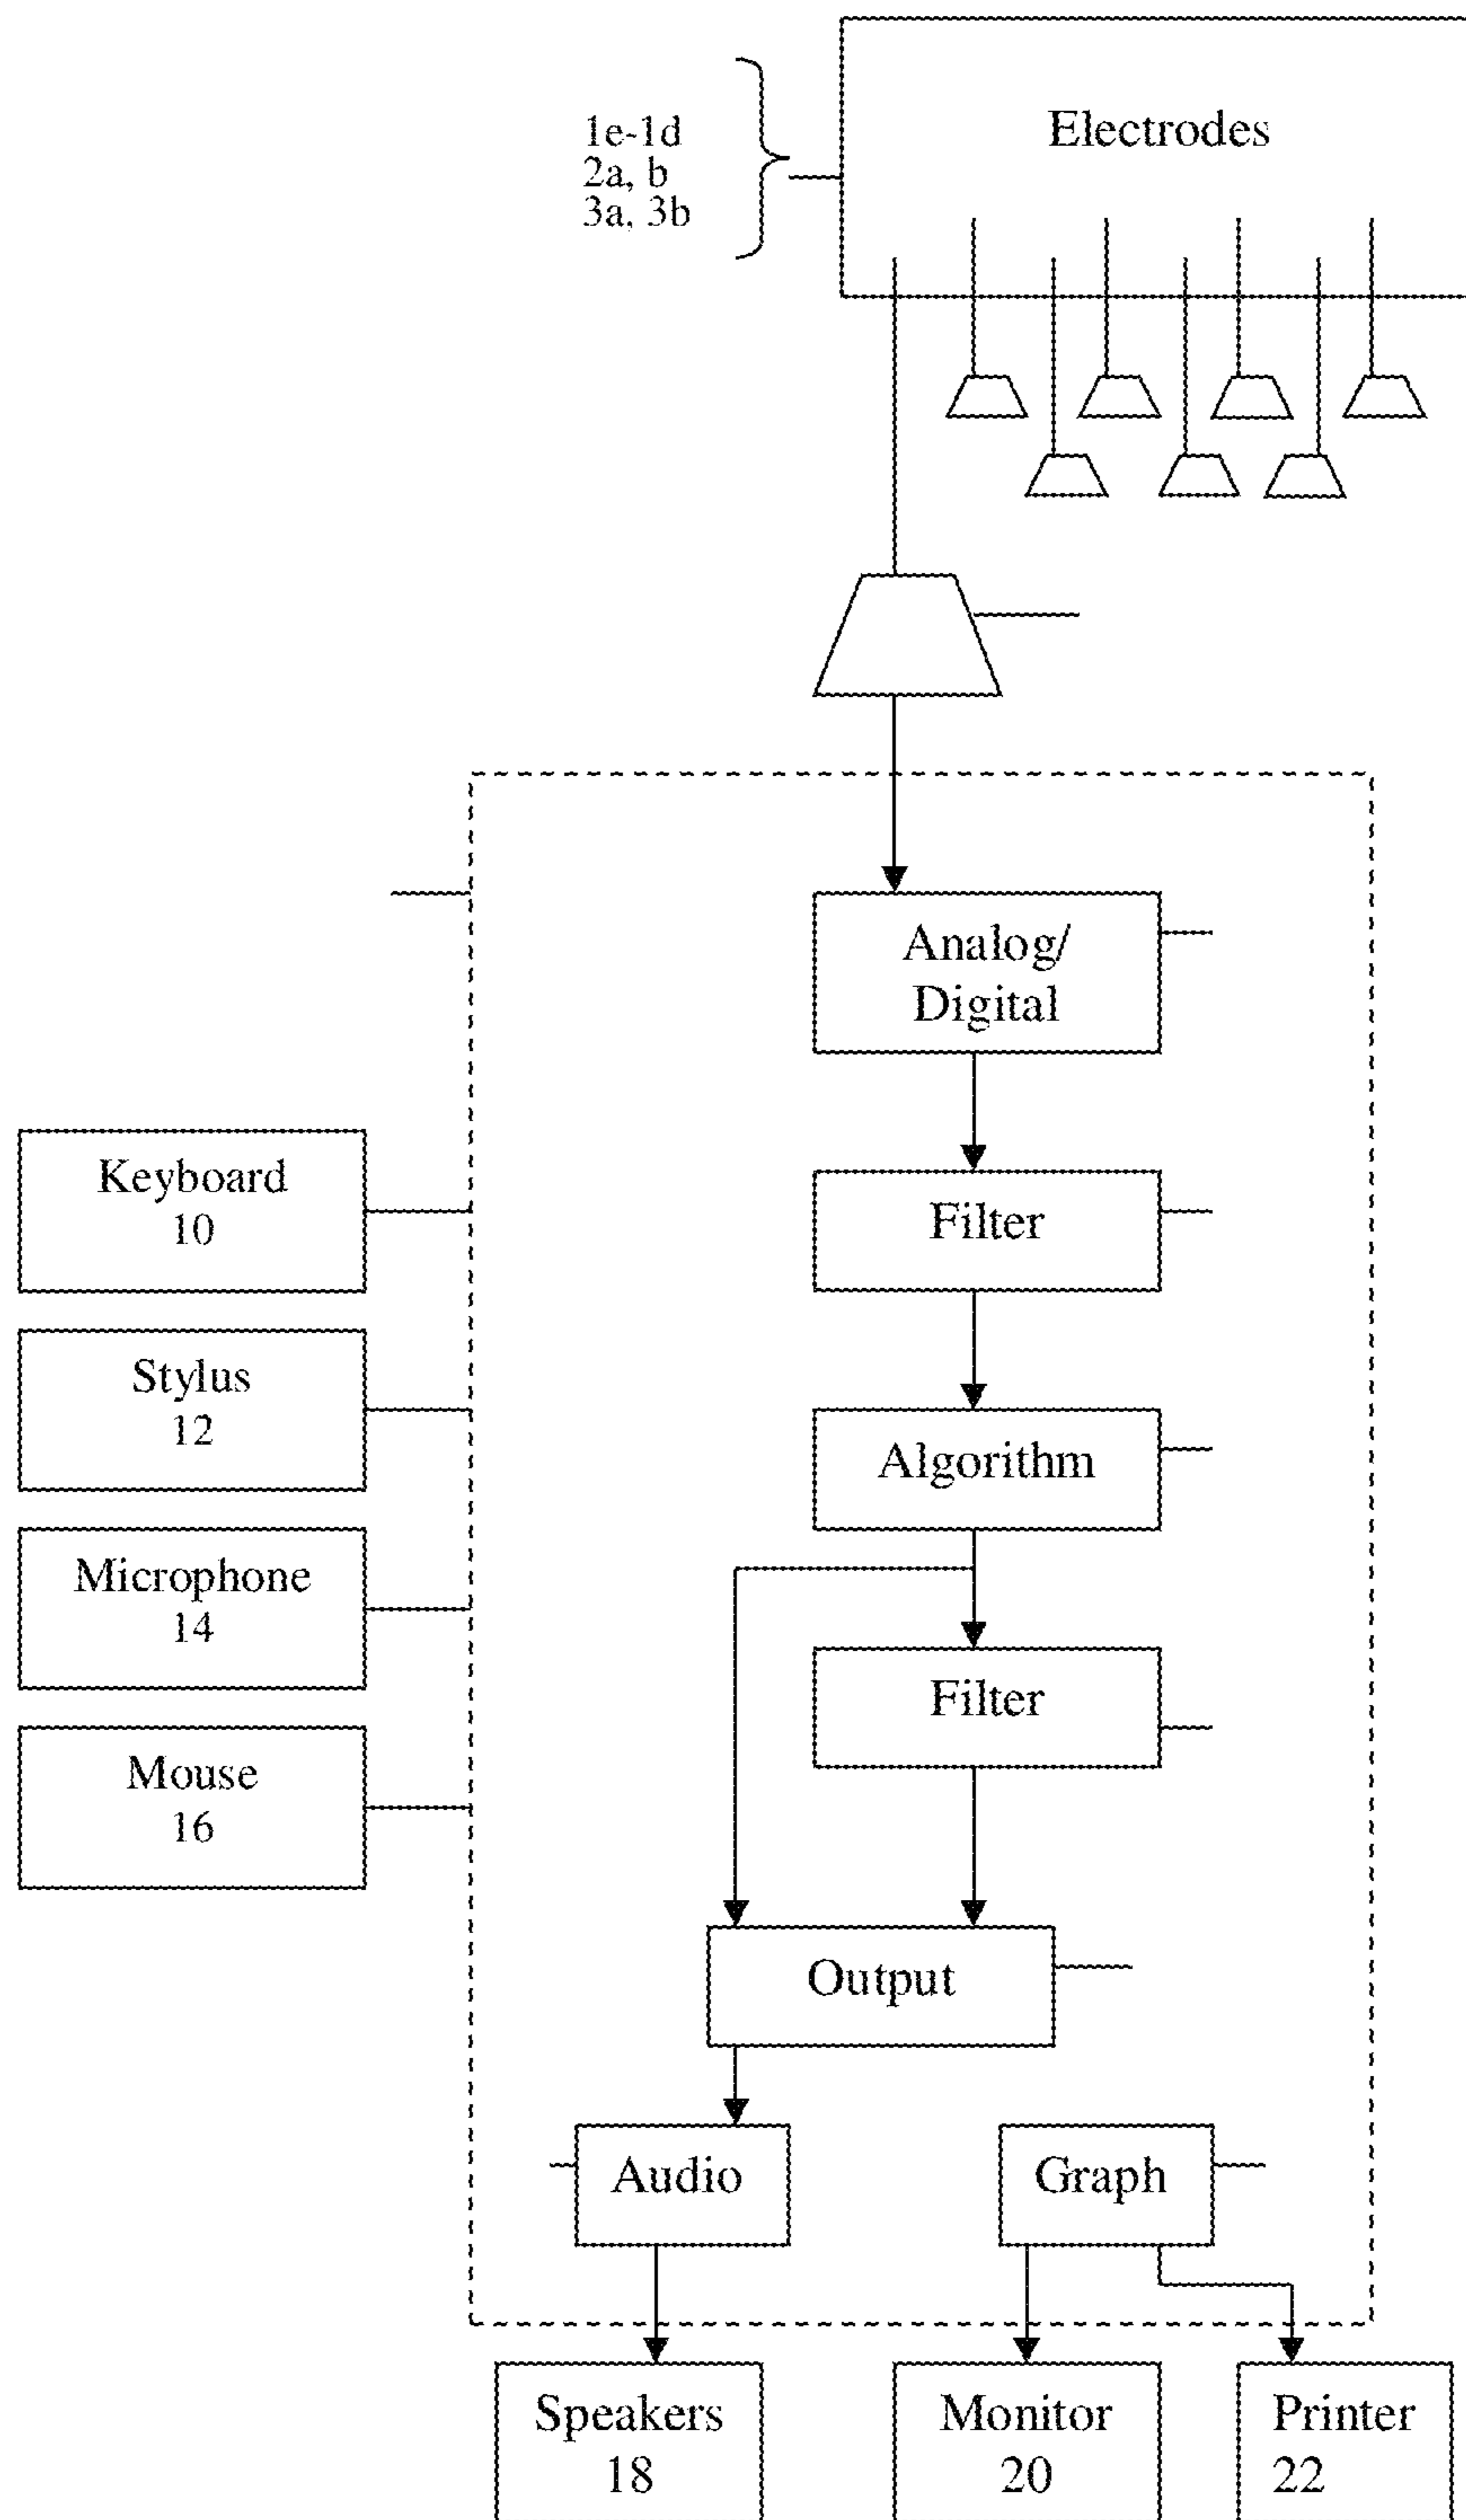 Electrodes
1e-1d
2a, b
3a, 3b
Analog/
Digital
Keyboard
10
Filter
Stylus
12
Algorithm
Microphone
14
Filter
Mouse
16
Output
Audio
Graph
Speakers
18
Monitor
20
Printer
22